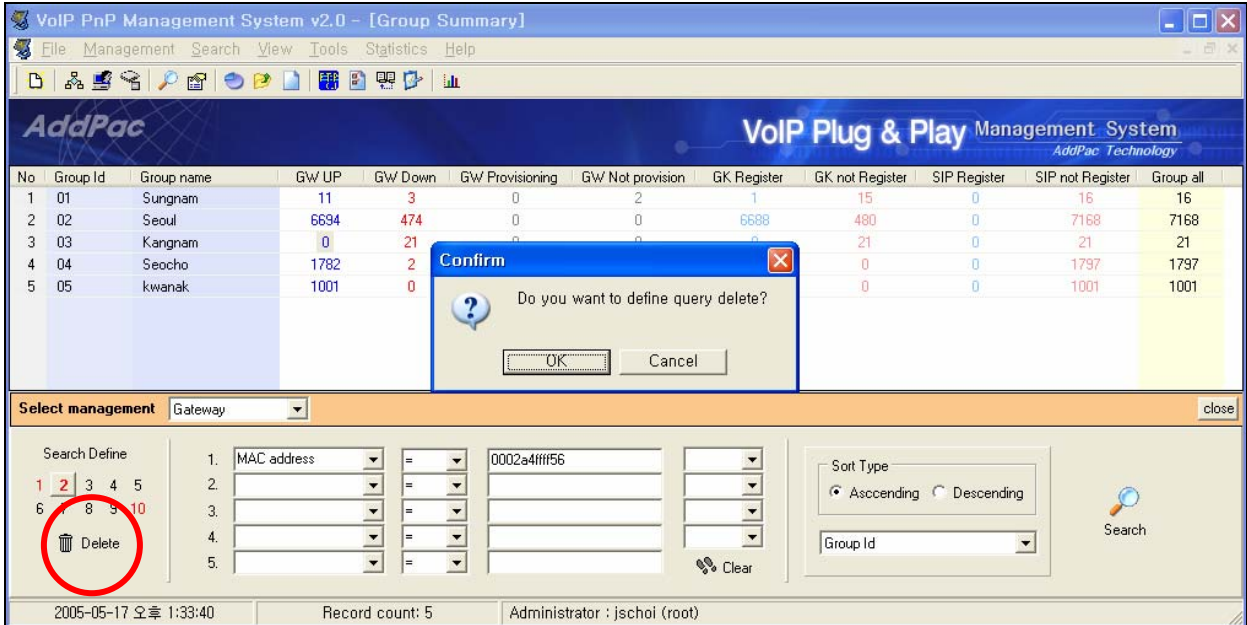 VoIP PnP Management System v2.0 - [Group Summary]
File Management Search View Tools Statistics Help
AddPac
VoIP Plug & Play Management System
AddPac Technology
No Group Id Group name GW UP GW Down GW Provisioning GW Not provision GK Register GK not Register SIP Register SIP not Register Group all
1 01 Sungnam 11 3 0 2 1 15 0 16 16
2 02 Seoul 6694 474 0 0 6688 480 0 7168 7168
3 03 Kangnam 0 21 21 0 21 21
4 04 Seocho 1782 2 0 0 1797 1797
5 05 kwanak 1001 0 0 0 1001 1001
Confirm
Do you want to define query delete?
OK Cancel
Select management Gateway close
Search Define
1 2 3 4 5
6 8 9 10
Delete
1. MAC address = 0002a4ffff56
2. =
3. =
4. =
5. =
Clear
Sort Type
Asccending Descending
Group Id
Search
2005-05-17 오후 1:33:40 Record count: 5 Administrator : jschoi (root)